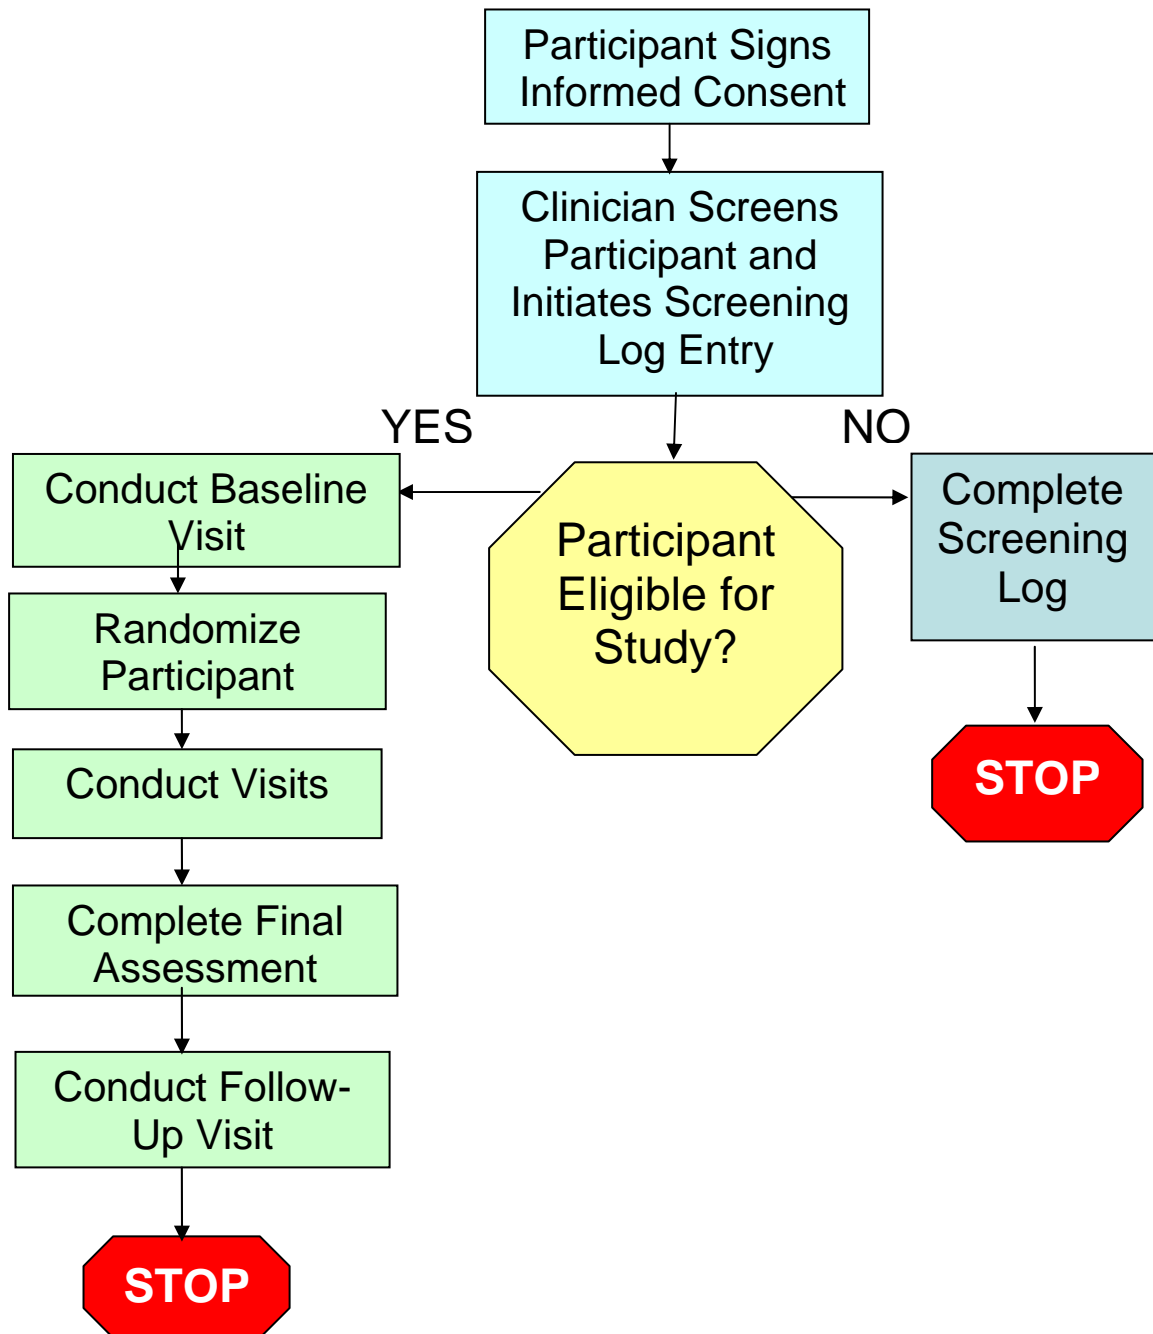 Participant Signs
Informed Consent
Clinician Screens
Participant and
Initiates Screening
Log Entry
YES
NO
Conduct Baseline
Visit
Participant
Eligible for
Study?
Complete
Screening
Log
Randomize
Participant
STOP
Conduct Visits
Complete Final
Assessment
Conduct Follow-
Up Visit
STOP